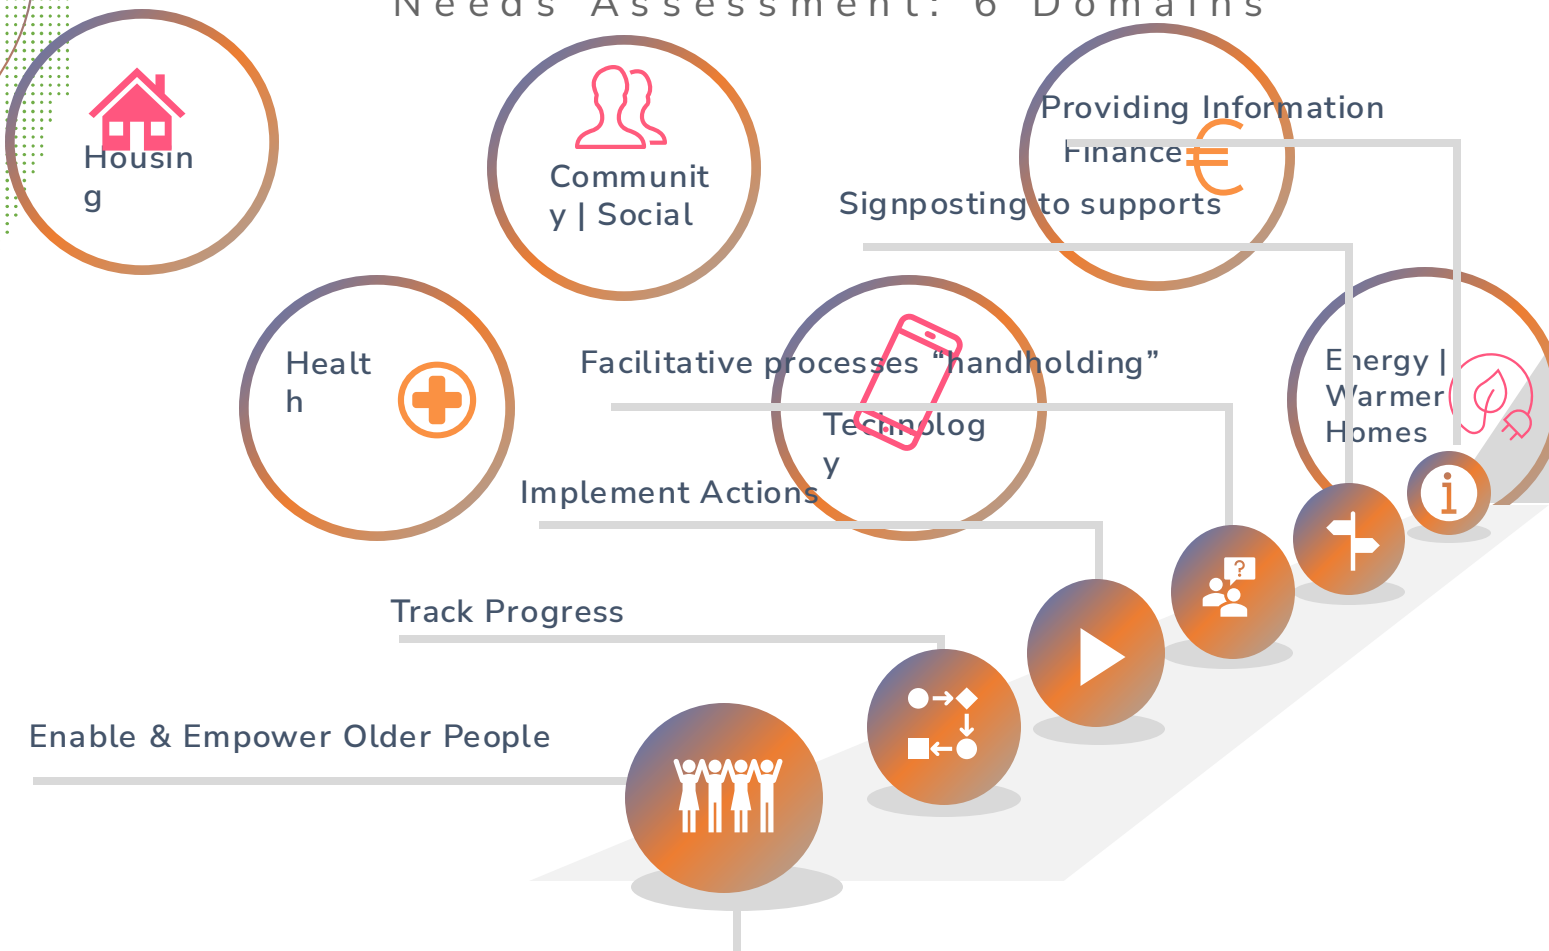 Needs Assessment: 6 Domains
Housin
g
Communit
y | Social
Providing Information
Finance
Signposting to supports
Healt
h
Facilitative processes “handholding”
Technolog
y
Energy |
Warmer
Homes
Implement Actions
Track Progress
Enable & Empower Older People